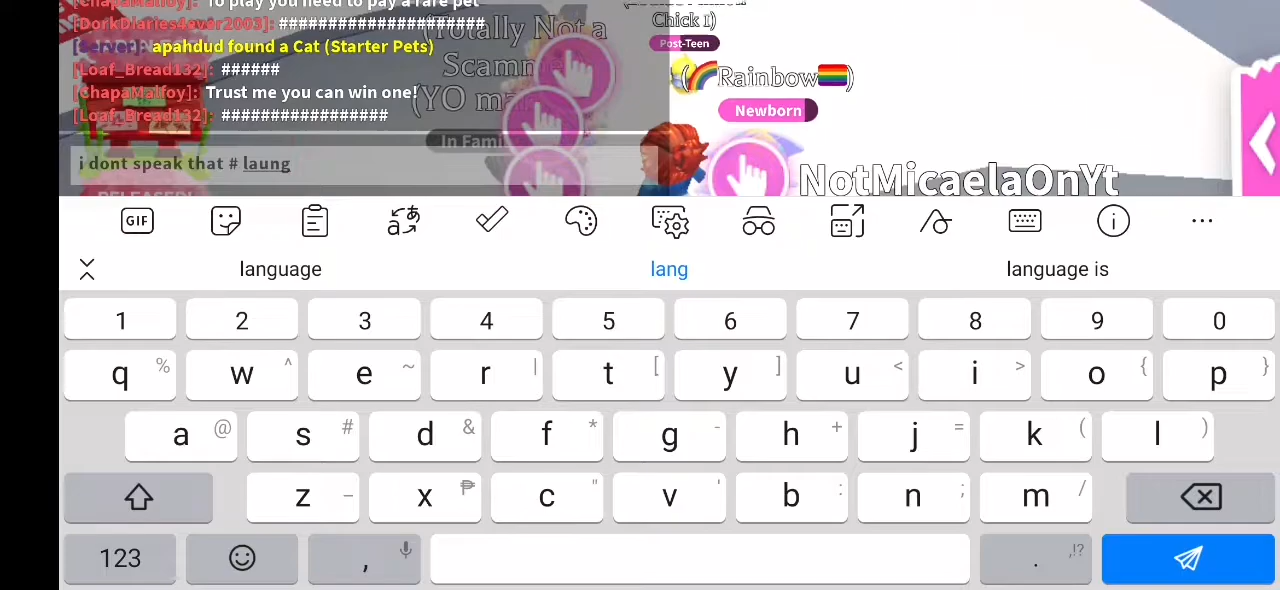 [ChapaMalfoy]: To play you need to pay a rare pet
[DorkDiaries4ever2003]: ####################
[Server]: apahdud found a Cat (Starter Pets)
[Loaf_Bread132]: ######
[ChapaMalfoy]: Trust me you can win one!
[Loaf_Bread132]: #################
i dont speak that # laung
Totally Not a
Scamm
(YO ma
In Fami
RELEASED!
Chick I)
Post-Teen
(🌈Rainbow🏳️‍🌈)
Newborn
NotMicaelaOnYt
GIF
language lang language is
1 2 3 4 5 6 7 8 9 0
q % w ^ e ~ r | t [ y ] u < i > o { p }
a @ s # d & f * g - h + j = k ( l )
z _ x ₱ c " v ' b : n ; m /
123 , . ,!?